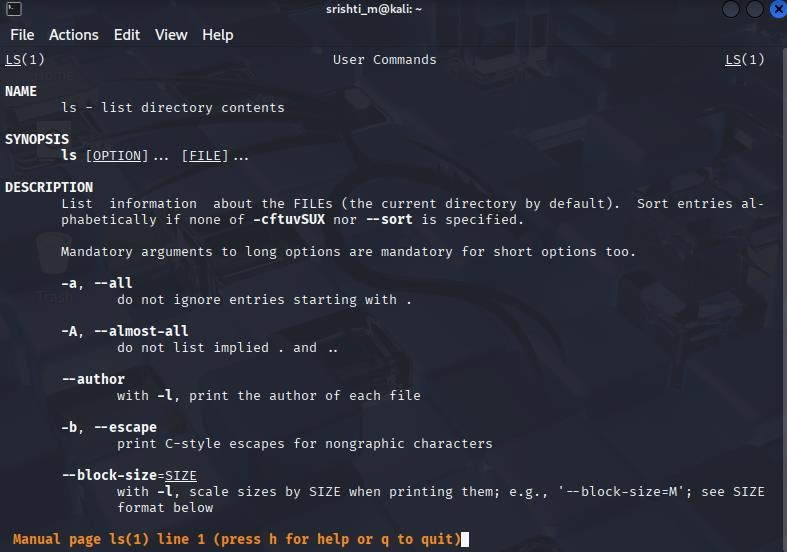 srishti_m@kali: ~
File Actions Edit View Help
LS(1) User Commands LS(1)
NAME
ls - list directory contents
SYNOPSIS
ls [OPTION]... [FILE]...
DESCRIPTION
List information about the FILEs (the current directory by default). Sort entries al-
phabetically if none of -cftuvSUX nor --sort is specified.
Mandatory arguments to long options are mandatory for short options too.
-a, --all
do not ignore entries starting with .
-A, --almost-all
do not list implied . and ..
--author
with -l, print the author of each file
-b, --escape
print C-style escapes for nongraphic characters
--block-size=SIZE
with -l, scale sizes by SIZE when printing them; e.g., '--block-size=M'; see SIZE
format below
Manual page ls(1) line 1 (press h for help or q to quit)
Home
Trash